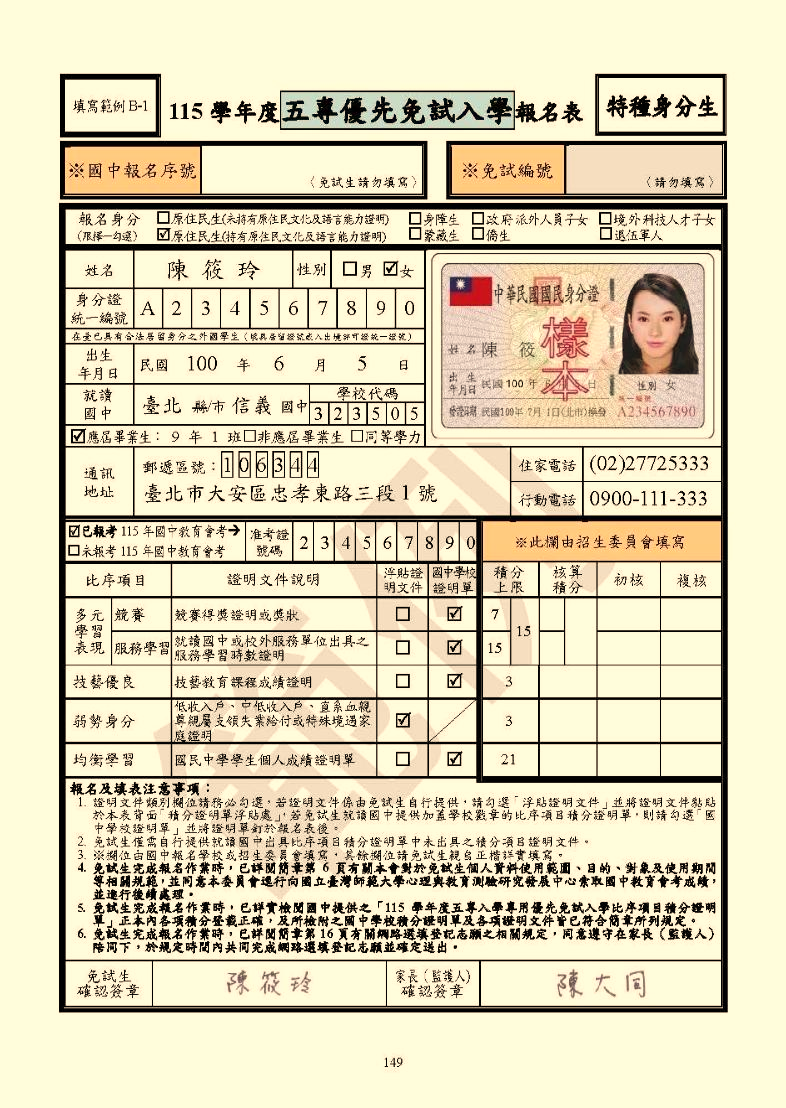 填寫範例 B-1
115 學年度五專優先免試入學報名表
特種身分生
※國中報名序號
（免試生請勿填寫）
※免試編號
（請勿填寫）
報名身分
（限擇一勾選）
□原住民生(未持有原住民文化及語言能力證明) □身障生 □政府派外人員子女 □境外科技人才子女
☑原住民生(持有原住民文化及語言能力證明) □蒙藏生 □僑生 □退伍軍人
姓名 陳筱玲 性別 □男 ☑女
身分證
統一編號
A 2 3 4 5 6 7 8 9 0
在臺已具有合法居留身分之外國學生（填具居留證號或入出境許可證統一證號）
出生
年月日
民國 100 年 6 月 5 日
就讀
國中
臺北 縣/市 信義 國中
學校代碼
3 2 3 5 0 5
☑應屆畢業生：9 年 1 班□非應屆畢業生 □同等學力
中華民國國民身分證
樣本
姓名 陳 筱
出生
年月日
民國 100 年
日
性別 女
統一編號
發證日期 民國109年 7月 1日(北市)換發
A234567890
通訊
地址
郵遞區號：106344
臺北市大安區忠孝東路三段 1 號
住家電話 (02)27725333
行動電話 0900-111-333
☑已報考 115 年國中教育會考→
□未報考 115 年國中教育會考
准考證
號碼
2 3 4 5 6 7 8 9 0
※此欄由招生委員會填寫
比序項目 證明文件說明
浮貼證
明文件
國中學校
證明單
積分
上限
核算
積分
初核 複核
多元
學習
表現
競賽 競賽得獎證明或獎狀 □ ☑ 7
15
服務學習
就讀國中或校外服務單位出具之
服務學習時數證明
□ ☑ 15
技藝優良 技藝教育課程成績證明 □ ☑ 3
弱勢身分
低收入戶、中低收入戶、直系血親
尊親屬支領失業給付或特殊境遇家
庭證明
☑ 3
均衡學習 國民中學學生個人成績證明單 □ ☑ 21
範例
報名及填表注意事項：
1. 證明文件類別欄位請務必勾選，若證明文件係由免試生自行提供，請勾選「浮貼證明文件」並將證明文件黏貼
於本表背面「積分證明單浮貼處」，若免試生就讀國中提供加蓋學校戳章的比序項目積分證明單，則請勾選「國
中學校證明單」並將證明單釘於報名表後。
2. 免試生僅需自行提供就讀國中出具比序項目積分證明單中未出具之積分項目證明文件。
3. ※欄位由國中報名學校或招生委員會填寫，其餘欄位請免試生親自正楷詳實填寫。
4. 免試生完成報名作業時，已詳閱簡章第 6 頁有關本會對於免試生個人資料使用範圍、目的、對象及使用期間
等相關規範，並同意本委員會逕行向國立臺灣師範大學心理與教育測驗研究發展中心索取國中教育會考成績，
並進行後續處理。
5. 免試生完成報名作業時，已詳實檢閱國中提供之「115 學年度五專入學專用優先免試入學比序項目積分證明
單」正本內各項積分登載正確，及所檢附之國中學校積分證明單及各項證明文件皆已符合簡章所列規定。
6. 免試生完成報名作業時，已詳閱簡章第 16 頁有關網路選填登記志願之相關規定，同意遵守在家長（監護人）
陪同下，於規定時間內共同完成網路選填登記志願並確定送出。
免試生
確認簽章
陳筱玲
家長（監護人）
確認簽章
陳大同
149